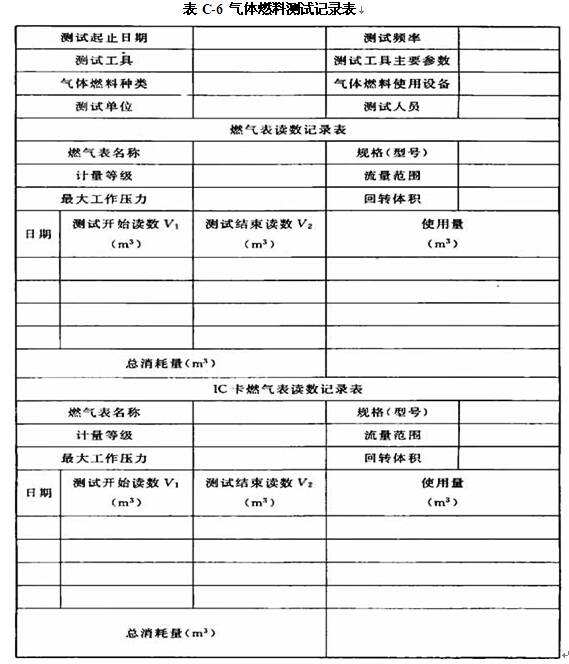 表 C-6 气体燃料测试记录表
测试起止日期 测试频率
测试工具 测试工具主要参数
气体燃料种类 气体燃料使用设备
测试单位 测试人员
燃气表读数记录表
燃气表名称 规格(型号)
计量等级 流量范围
最大工作压力 回转体积
日期 测试开始读数 V₁ (m³) 测试结束读数 V₂ (m³) 使用量 (m³)
总消耗量(m³)
IC 卡燃气表读数记录表
燃气表名称 规格(型号)
计量等级 流量范围
最大工作压力 回转体积
日期 测试开始读数 V₁ (m³) 测试结束读数 V₂ (m³) 使用量 (m³)
总消耗量(m³)